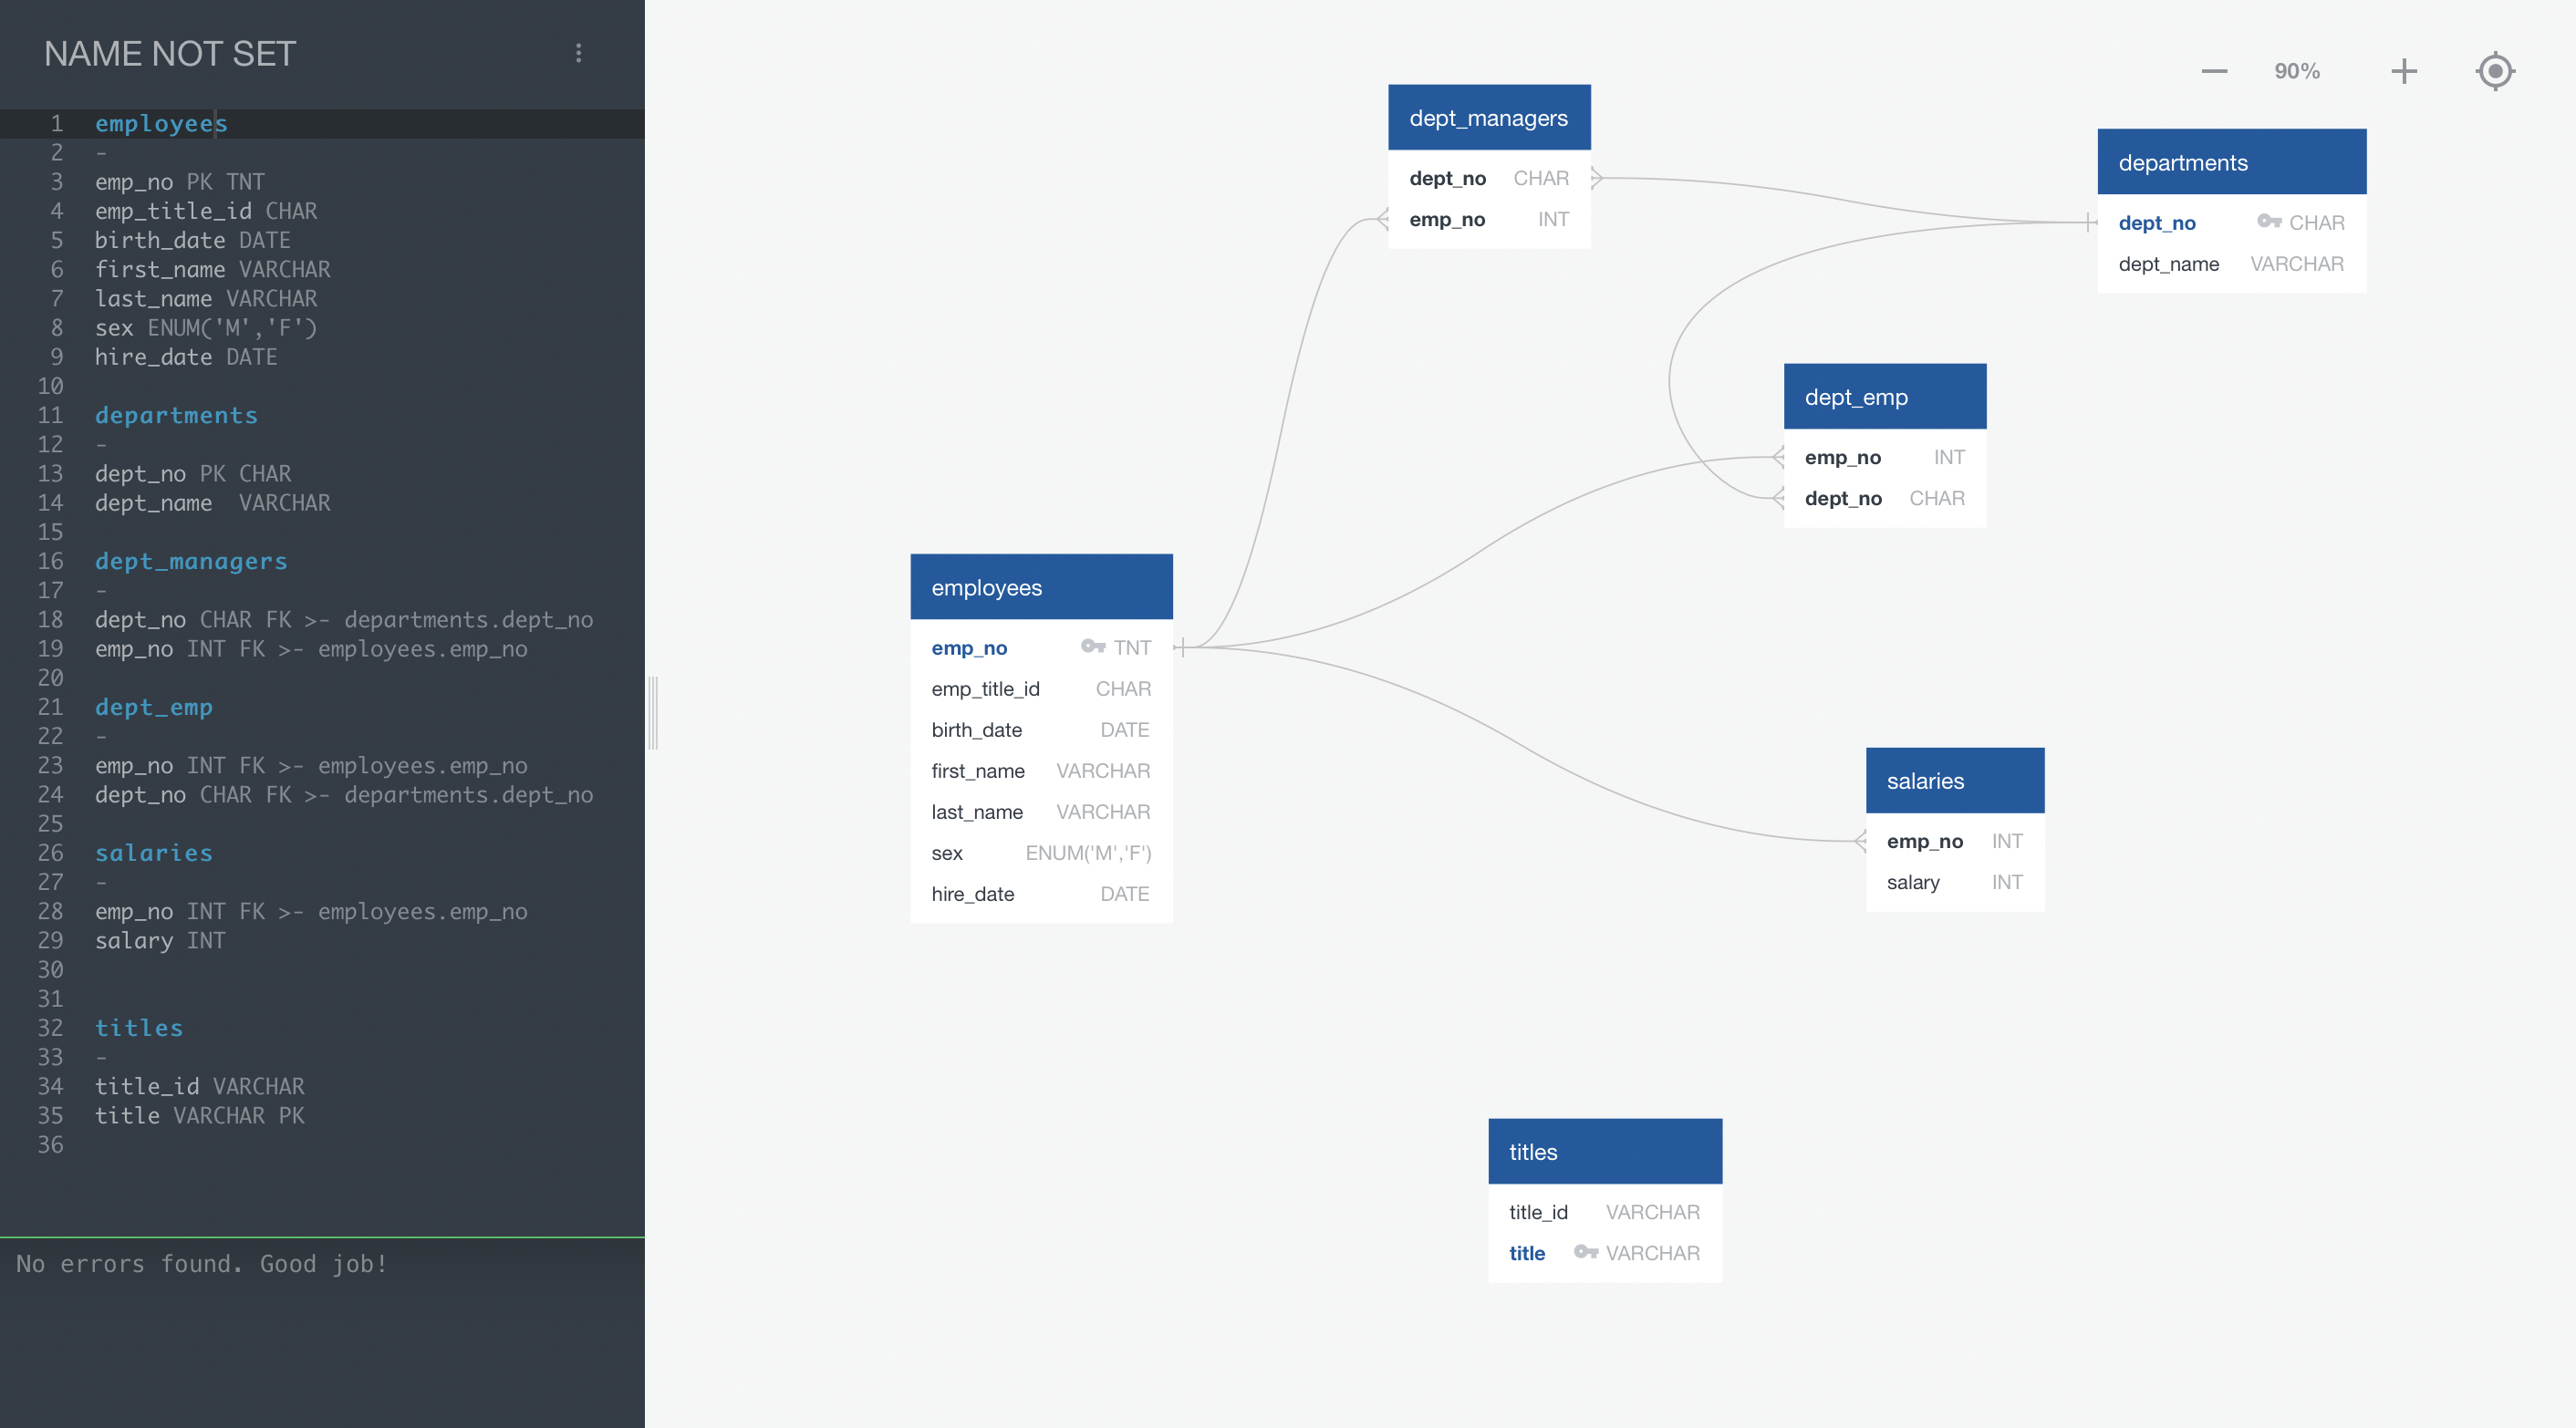 NAME NOT SET
1 employees
2 -
3 emp_no PK TNT
4 emp_title_id CHAR
5 birth_date DATE
6 first_name VARCHAR
7 last_name VARCHAR
8 sex ENUM('M','F')
9 hire_date DATE
10
11 departments
12 -
13 dept_no PK CHAR
14 dept_name  VARCHAR
15
16 dept_managers
17 -
18 dept_no CHAR FK >- departments.dept_no
19 emp_no INT FK >- employees.emp_no
20
21 dept_emp
22 -
23 emp_no INT FK >- employees.emp_no
24 dept_no CHAR FK >- departments.dept_no
25
26 salaries
27 -
28 emp_no INT FK >- employees.emp_no
29 salary INT
30
31
32 titles
33 -
34 title_id VARCHAR
35 title VARCHAR PK
36
No errors found. Good job!
90%
dept_managers
dept_no CHAR
emp_no INT
departments
dept_no CHAR
dept_name VARCHAR
dept_emp
emp_no INT
dept_no CHAR
employees
emp_no TNT
emp_title_id CHAR
birth_date DATE
first_name VARCHAR
last_name VARCHAR
sex ENUM('M','F')
hire_date DATE
salaries
emp_no INT
salary INT
titles
title_id VARCHAR
title VARCHAR